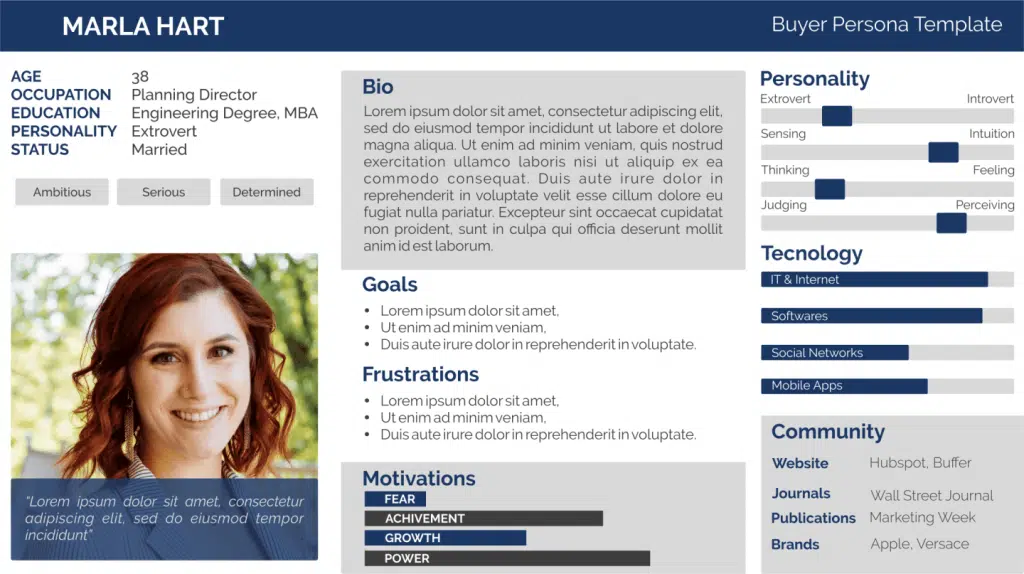 MARLA HART
Buyer Persona Template
AGE 38
OCCUPATION Planning Director
EDUCATION Engineering Degree, MBA
PERSONALITY Extrovert
STATUS Married
Ambitious Serious Determined
"Lorem ipsum dolor sit amet, consectetur
adipiscing elit, sed do eiusmod tempor
incididunt"
Bio
Lorem ipsum dolor sit amet, consectetur adipiscing elit,
sed do eiusmod tempor incididunt ut labore et dolore
magna aliqua. Ut enim ad minim veniam, quis nostrud
exercitation ullamco laboris nisi ut aliquip ex ea
commodo consequat. Duis aute irure dolor in
reprehenderit in voluptate velit esse cillum dolore eu
fugiat nulla pariatur. Excepteur sint occaecat cupidatat
non proident, sunt in culpa qui officia deserunt mollit
anim id est laborum.
Goals
• Lorem ipsum dolor sit amet,
• Ut enim ad minim veniam,
• Duis aute irure dolor in reprehenderit in voluptate.
Frustrations
• Lorem ipsum dolor sit amet,
• Ut enim ad minim veniam,
• Duis aute irure dolor in reprehenderit in voluptate.
Motivations
FEAR
ACHIVEMENT
GROWTH
POWER
Personality
Extrovert Introvert
Sensing Intuition
Thinking Feeling
Judging Perceiving
Tecnology
IT & Internet
Softwares
Social Networks
Mobile Apps
Community
Website Hubspot, Buffer
Journals Wall Street Journal
Publications Marketing Week
Brands Apple, Versace